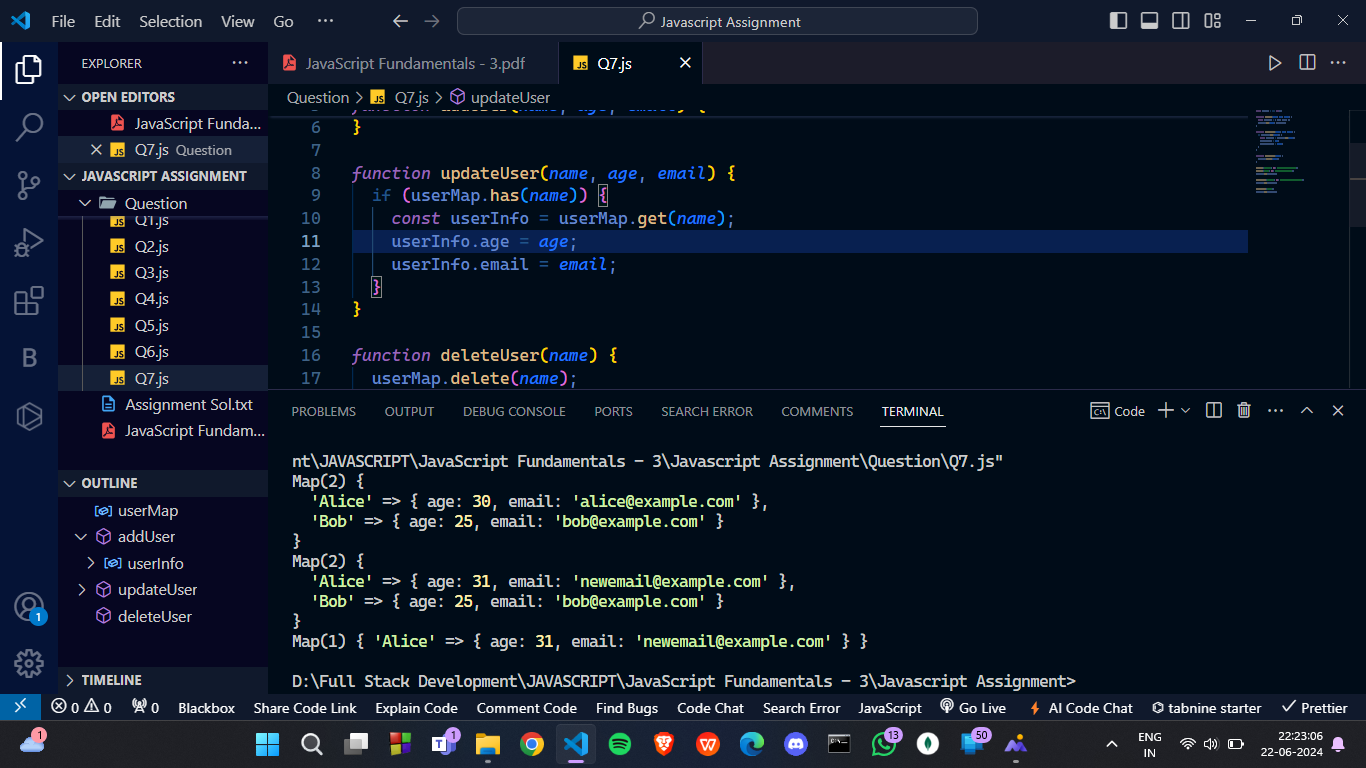 File Edit Selection View Go ··· Javascript Assignment
EXPLORER ···
OPEN EDITORS
JavaScript Funda...
Q7.js Question
JAVASCRIPT ASSIGNMENT
Question
Q1.js
Q2.js
Q3.js
Q4.js
Q5.js
Q6.js
Q7.js
Assignment Sol.txt
JavaScript Fundam...
OUTLINE
userMap
addUser
userInfo
updateUser
deleteUser
TIMELINE
JavaScript Fundamentals - 3.pdf
Q7.js
Question > Q7.js > updateUser
6 }
7
8 function updateUser(name, age, email) {
9 if (userMap.has(name)) {
10 const userInfo = userMap.get(name);
11 userInfo.age = age;
12 userInfo.email = email;
13 }
14 }
15
16 function deleteUser(name) {
17 userMap.delete(name);
PROBLEMS OUTPUT DEBUG CONSOLE PORTS SEARCH ERROR COMMENTS TERMINAL Code
nt\JAVASCRIPT\JavaScript Fundamentals - 3\Javascript Assignment\Question\Q7.js"
Map(2) {
'Alice' => { age: 30, email: 'alice@example.com' },
'Bob' => { age: 25, email: 'bob@example.com' }
}
Map(2) {
'Alice' => { age: 31, email: 'newemail@example.com' },
'Bob' => { age: 25, email: 'bob@example.com' }
}
Map(1) { 'Alice' => { age: 31, email: 'newemail@example.com' } }
D:\Full Stack Development\JAVASCRIPT\JavaScript Fundamentals - 3\Javascript Assignment>
0 0 0 Blackbox Share Code Link Explain Code Comment Code Find Bugs Code Chat Search Error JavaScript Go Live AI Code Chat tabnine starter Prettier
1 1 13 50 ENG 22:23:06
IN 22-06-2024